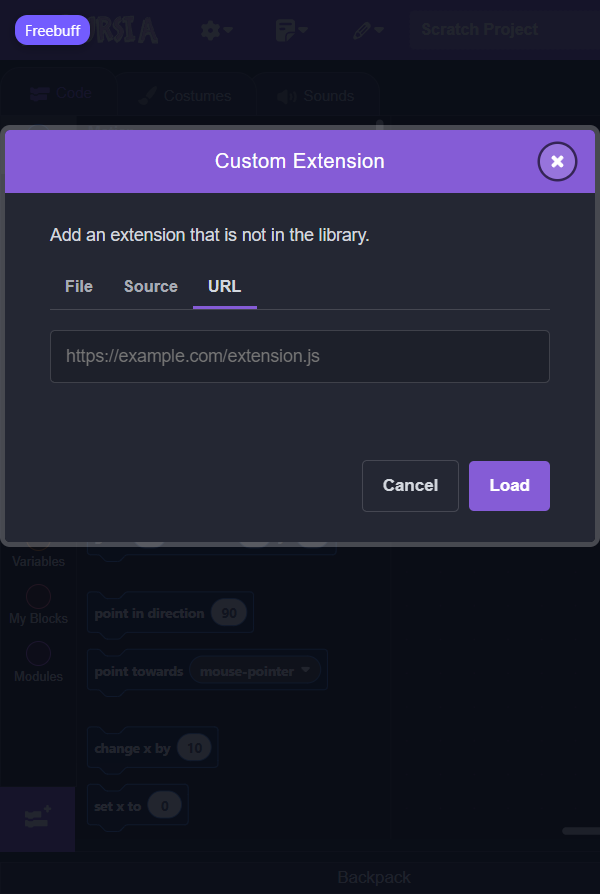 Freebuff
Scratch Project
Code Costumes Sounds
Custom Extension
Add an extension that is not in the library.
File Source URL
https://example.com/extension.js
Cancel Load
Variables
My Blocks
Modules
point in direction 90
point towards mouse-pointer
change x by 10
set x to 0
Backpack